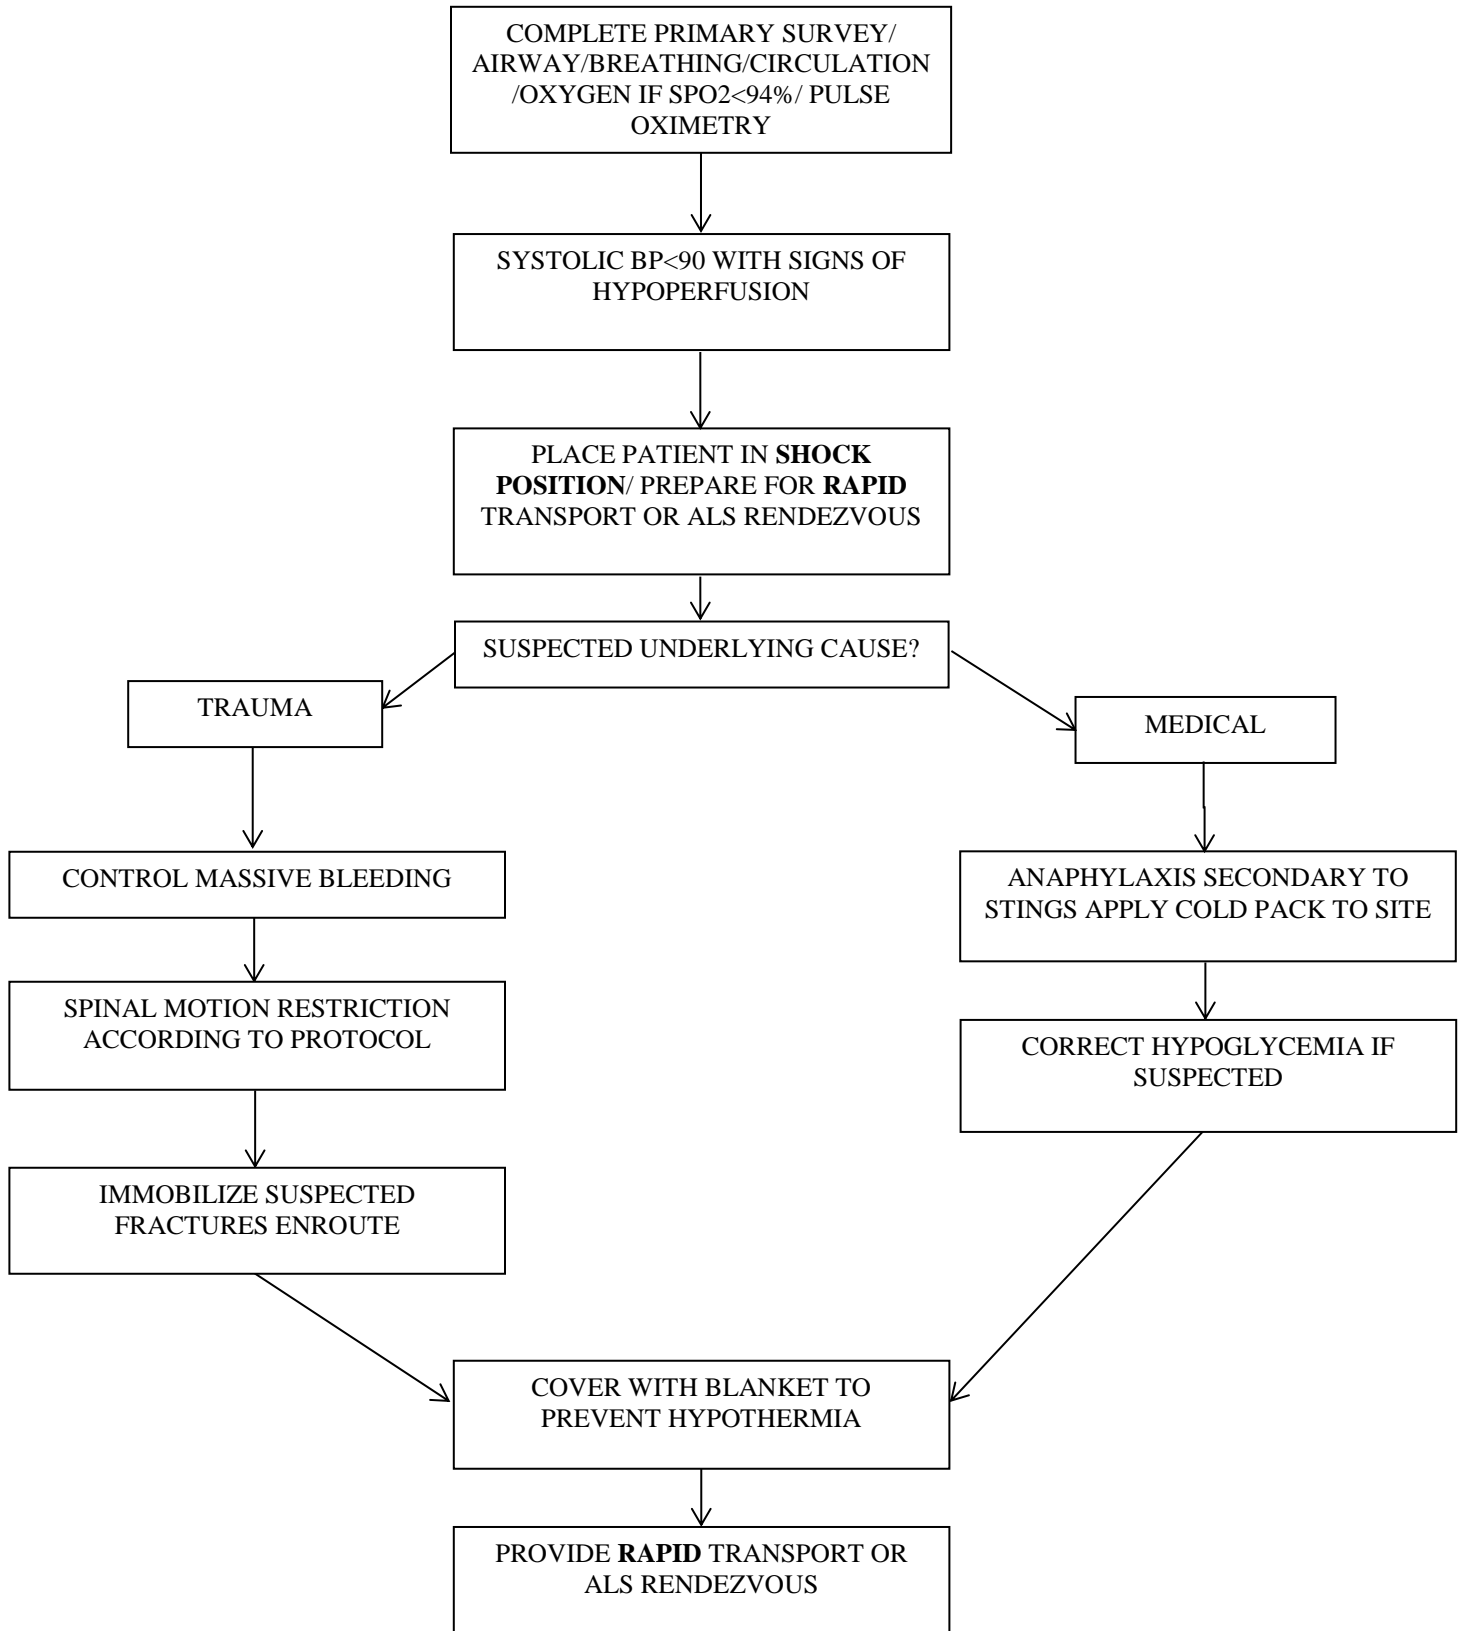 COMPLETE PRIMARY SURVEY/
AIRWAY/BREATHING/CIRCULATION
/OXYGEN IF SPO2<94%/ PULSE
OXIMETRY
SYSTOLIC BP<90 WITH SIGNS OF
HYPOPERFUSION
PLACE PATIENT IN SHOCK
POSITION/ PREPARE FOR RAPID
TRANSPORT OR ALS RENDEZVOUS
SUSPECTED UNDERLYING CAUSE?
TRAUMA
MEDICAL
CONTROL MASSIVE BLEEDING
SPINAL MOTION RESTRICTION
ACCORDING TO PROTOCOL
IMMOBILIZE SUSPECTED
FRACTURES ENROUTE
ANAPHYLAXIS SECONDARY TO
STINGS APPLY COLD PACK TO SITE
CORRECT HYPOGLYCEMIA IF
SUSPECTED
COVER WITH BLANKET TO
PREVENT HYPOTHERMIA
PROVIDE RAPID TRANSPORT OR
ALS RENDEZVOUS